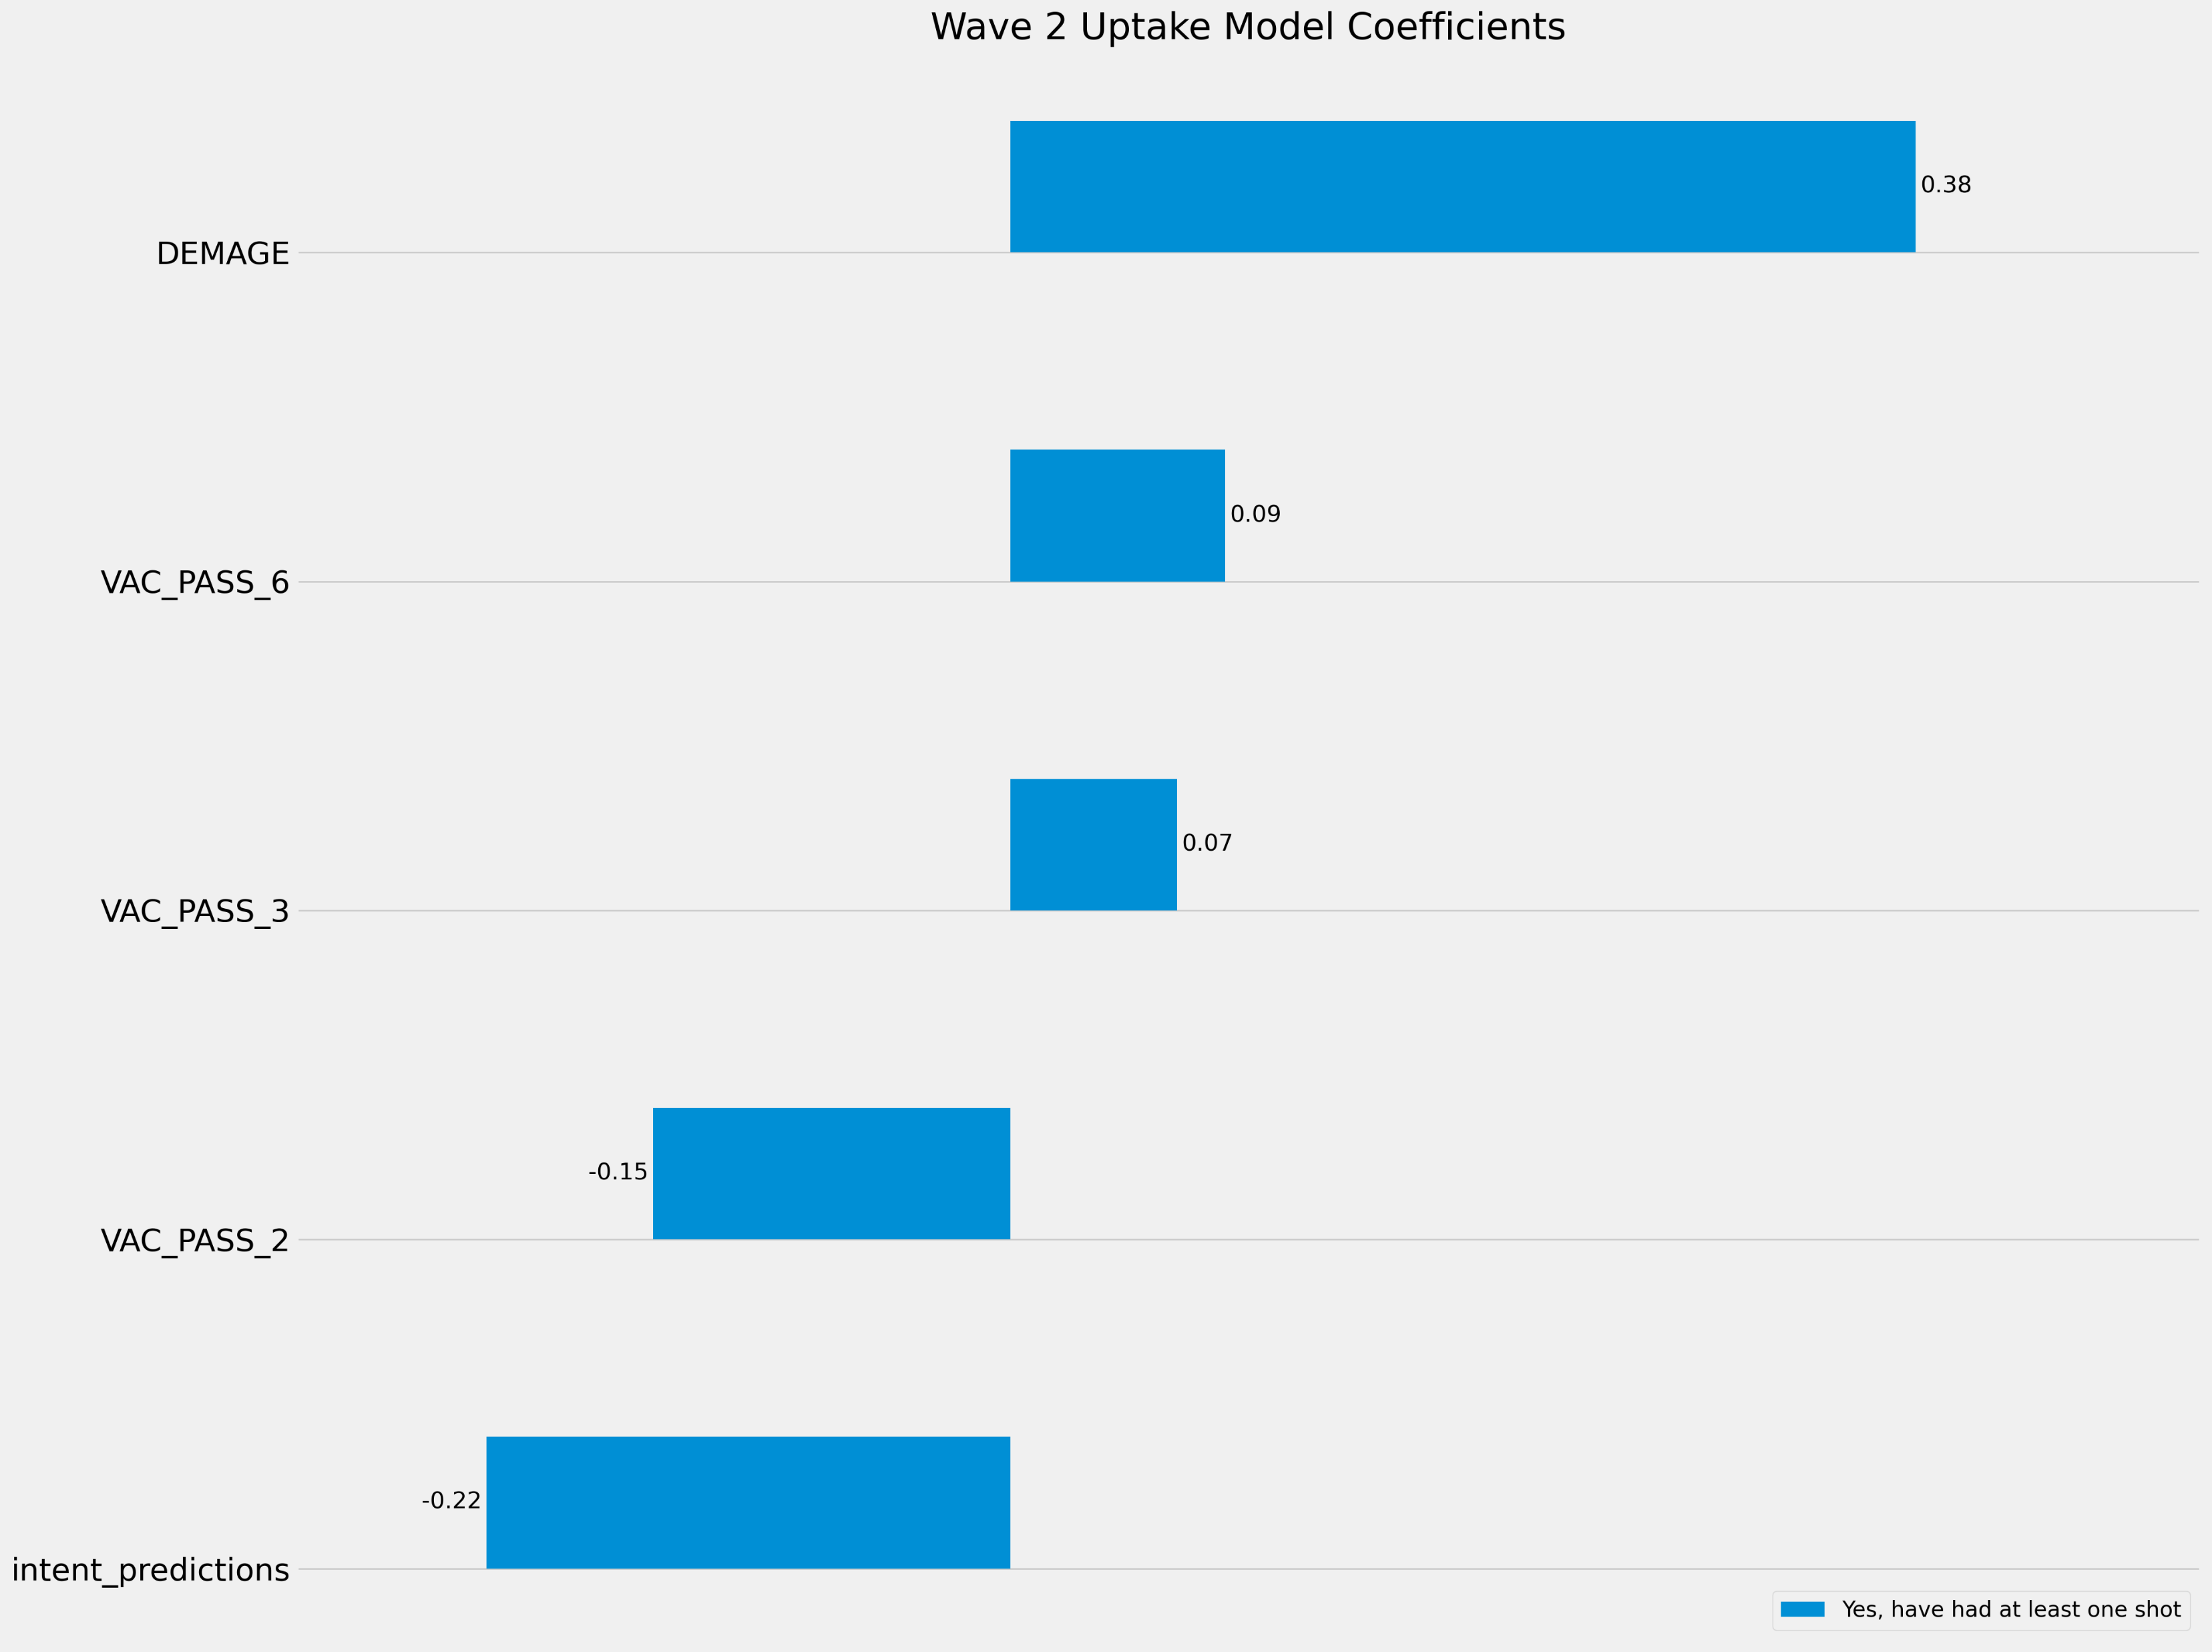 Wave 2 Uptake Model Coefficients
0.38
DEMAGE
0.09
VAC_PASS_6
0.07
VAC_PASS_3
-0.15
VAC_PASS_2
-0.22
intent_predictions
Yes, have had at least one shot